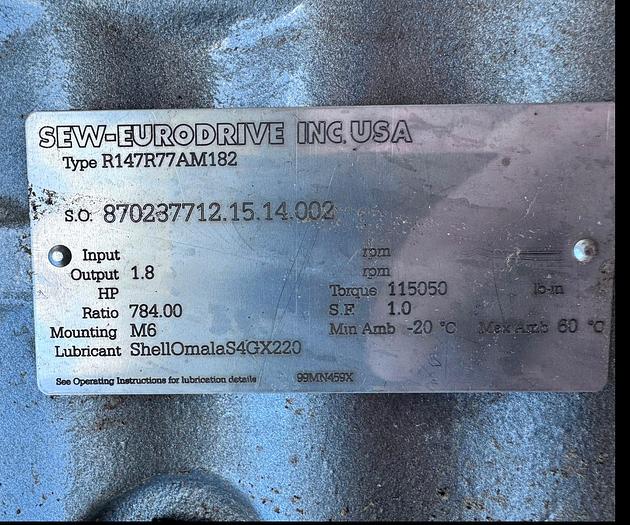 SEW-EURODRIVE INC. USA
Type R147R77AM182
S.O. 870237712.15.14.002
Input rpm
Output 1.8 rpm
HP Torque 115050 lb-in
Ratio 784.00 S.F. 1.0
Mounting M6 Min Amb -20 °C Max Amb 60 °C
Lubricant ShellOmalaS4GX220
See Operating Instructions for lubrication details 99MN459X